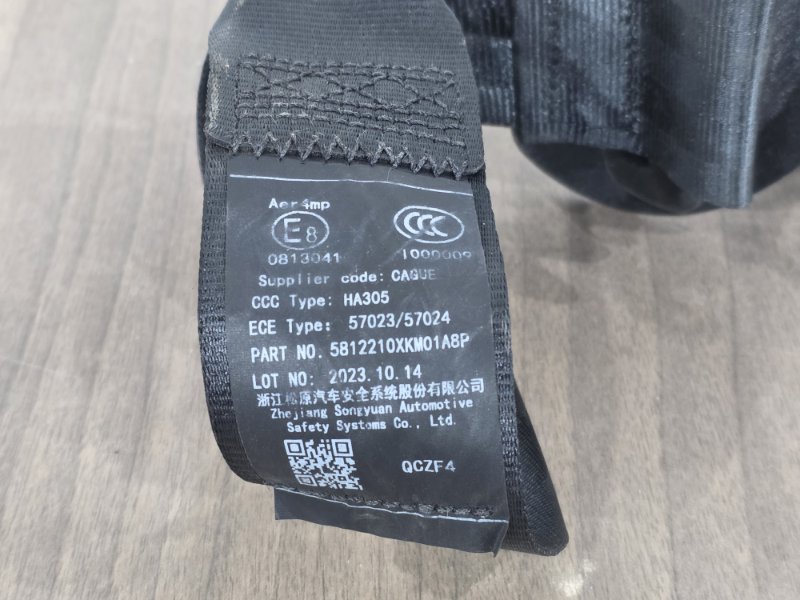 Aer4mp
E8
CCC
0813041
1000009
Supplier code: CAGUE
CCC Type: HA305
ECE Type: 57023/57024
PART NO. 5812210XKM01A8P
LOT NO: 2023.10.14
浙江松原汽车安全系统股份有限公司
Zhejiang Songyuan Automotive
Safety Systems Co., Ltd.
QCZF4